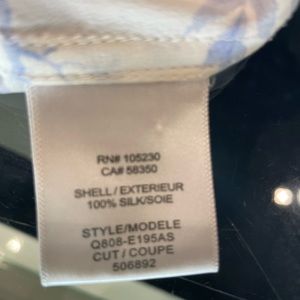 RN# 105230
CA# 58350
SHELL/EXTERIEUR
100% SILK/SOIE
STYLE/MODELE
Q808-E195AS
CUT/COUPE
506892